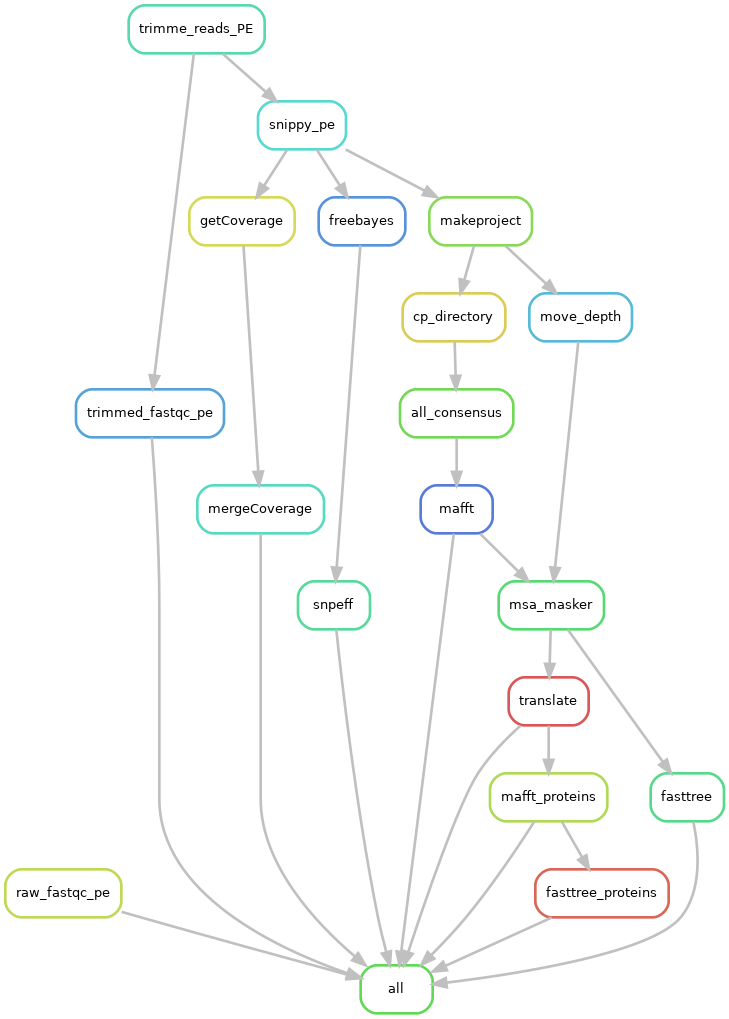 trimme_reads_PE
snippy_pe
getCoverage
freebayes
makeproject
cp_directory
move_depth
trimmed_fastqc_pe
all_consensus
mergeCoverage
mafft
snpeff
msa_masker
translate
mafft_proteins
fasttree
raw_fastqc_pe
fasttree_proteins
all